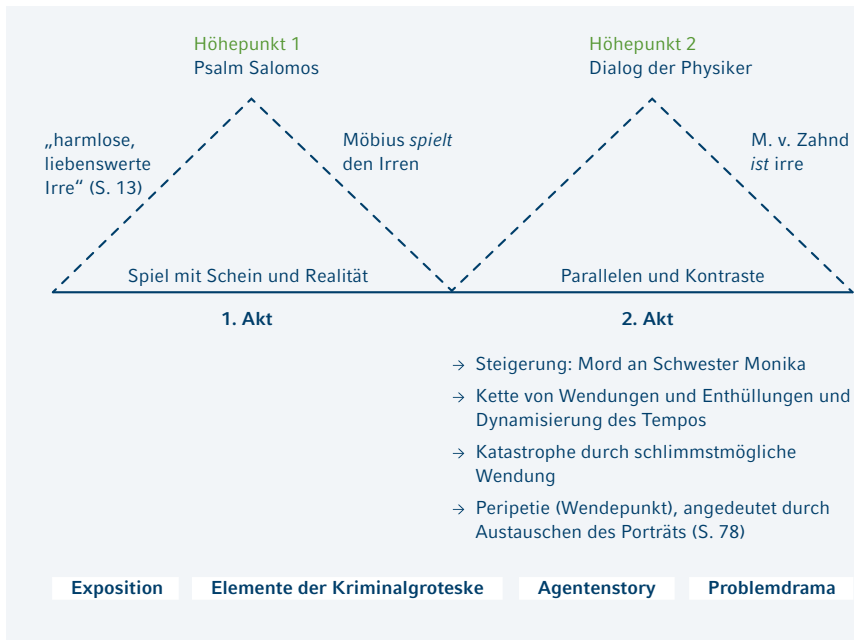 Höhepunkt 1
Psalm Salomos
Höhepunkt 2
Dialog der Physiker
„harmlose,
liebenswerte
Irre“ (S. 13)
Möbius spielt
den Irren
M. v. Zahnd
ist irre
Spiel mit Schein und Realität
Parallelen und Kontraste
1. Akt
2. Akt
→ Steigerung: Mord an Schwester Monika
→ Kette von Wendungen und Enthüllungen und
Dynamisierung des Tempos
→ Katastrophe durch schlimmstmögliche
Wendung
→ Peripetie (Wendepunkt), angedeutet durch
Austauschen des Porträts (S. 78)
Exposition
Elemente der Kriminalgroteske
Agentenstory
Problemdrama